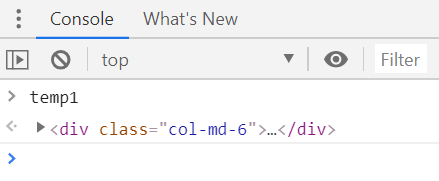 Console What's New
top Filter
temp1
<div class="col-md-6">…</div>